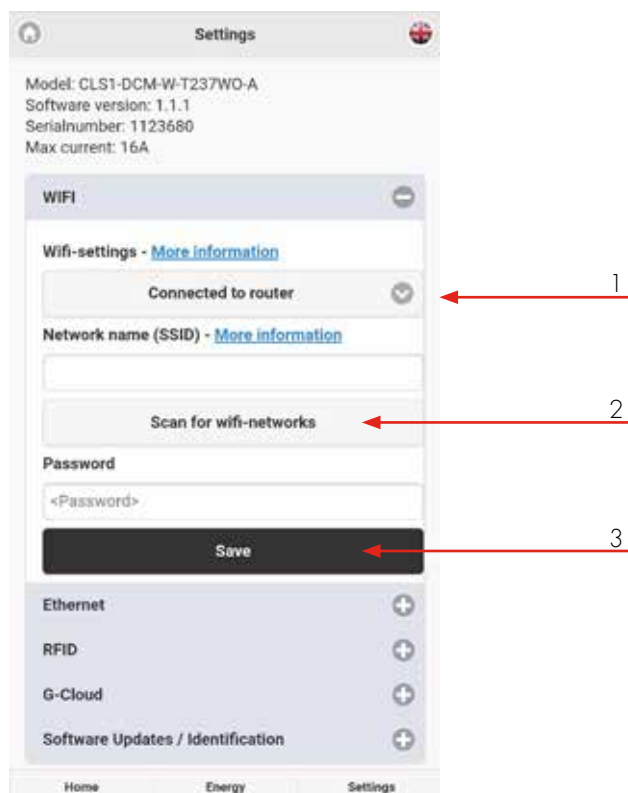 Settings
Model: CLS1-DCM-W-T237WO-A
Software version: 1.1.1
Serialnumber: 1123680
Max current: 16A
WIFI
Wifi-settings - More information
Connected to router
1
Network name (SSID) - More information
Scan for wifi-networks
2
Password
<Password>
Save
3
Ethernet
RFID
G-Cloud
Software Updates / Identification
Home Energy Settings